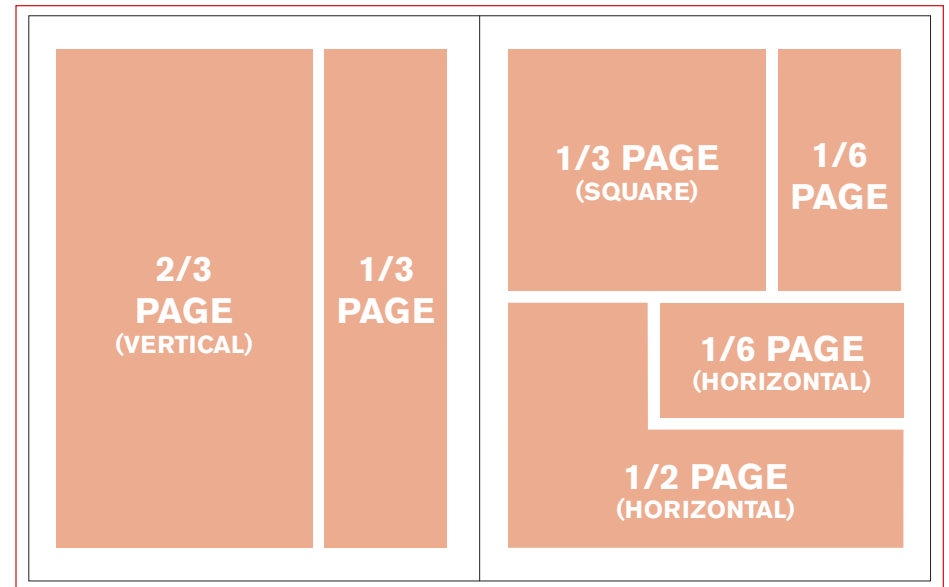 2/3
PAGE
(VERTICAL)
1/3
PAGE
1/3 PAGE
(SQUARE)
1/6
PAGE
1/6 PAGE
(HORIZONTAL)
1/2 PAGE
(HORIZONTAL)